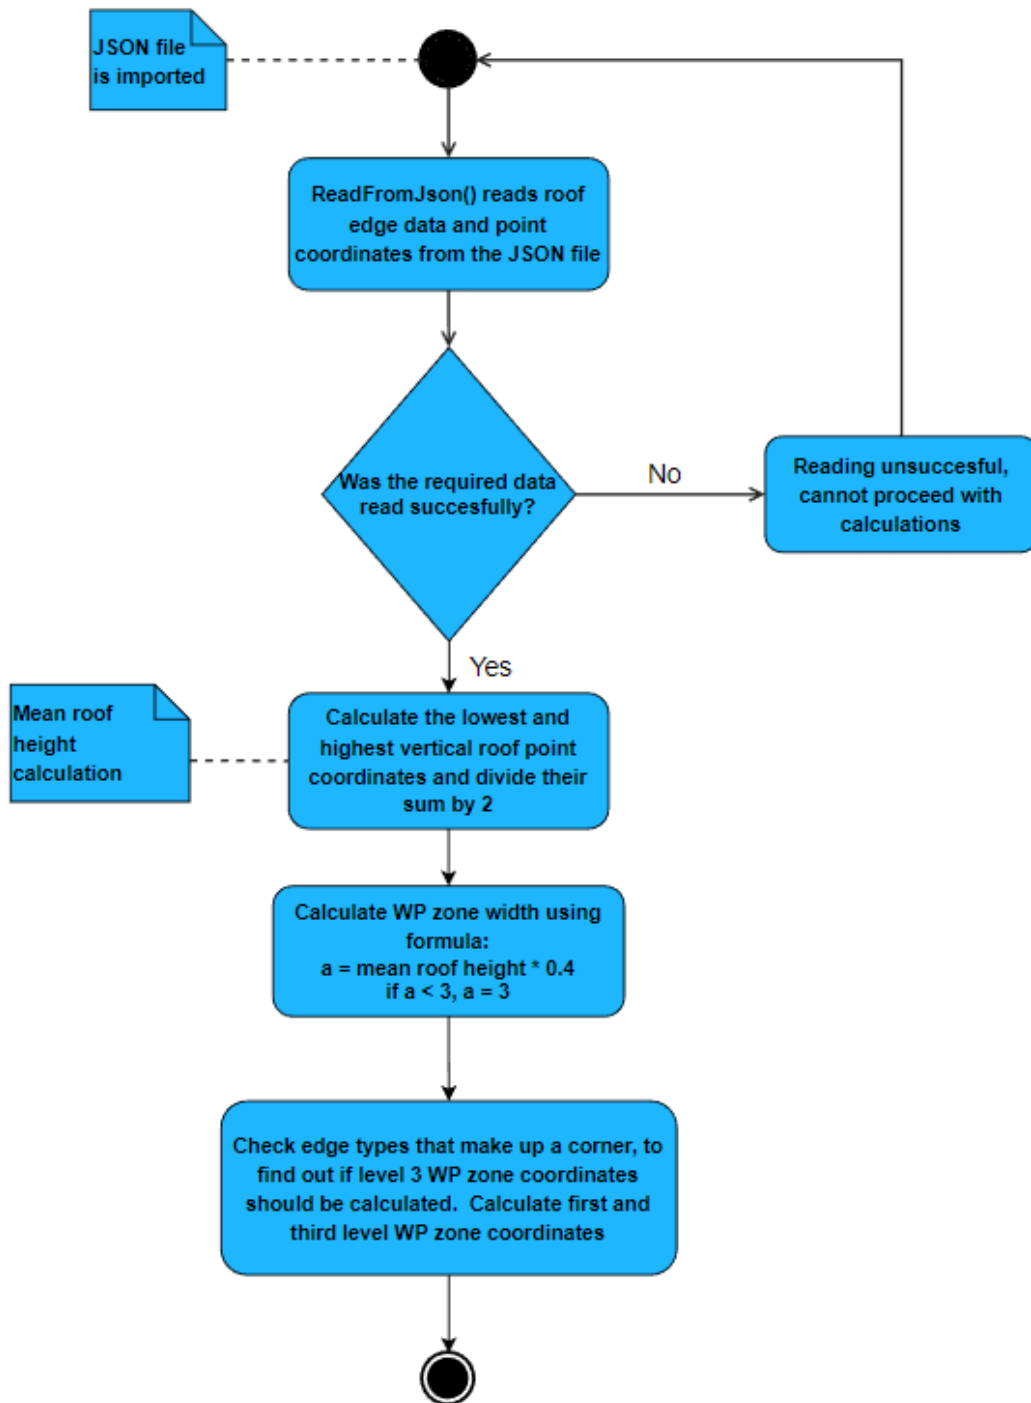 JSON file
is imported
ReadFromJson() reads roof
edge data and point
coordinates from the JSON file
Was the required data
read succesfully?
No
Reading unsuccesful,
cannot proceed with
calculations
Yes
Mean roof
height
calculation
Calculate the lowest and
highest vertical roof point
coordinates and divide their
sum by 2
Calculate WP zone width using
formula:
a = mean roof height * 0.4
if a < 3, a = 3
Check edge types that make up a corner, to
find out if level 3 WP zone coordinates
should be calculated.  Calculate first and
third level WP zone coordinates